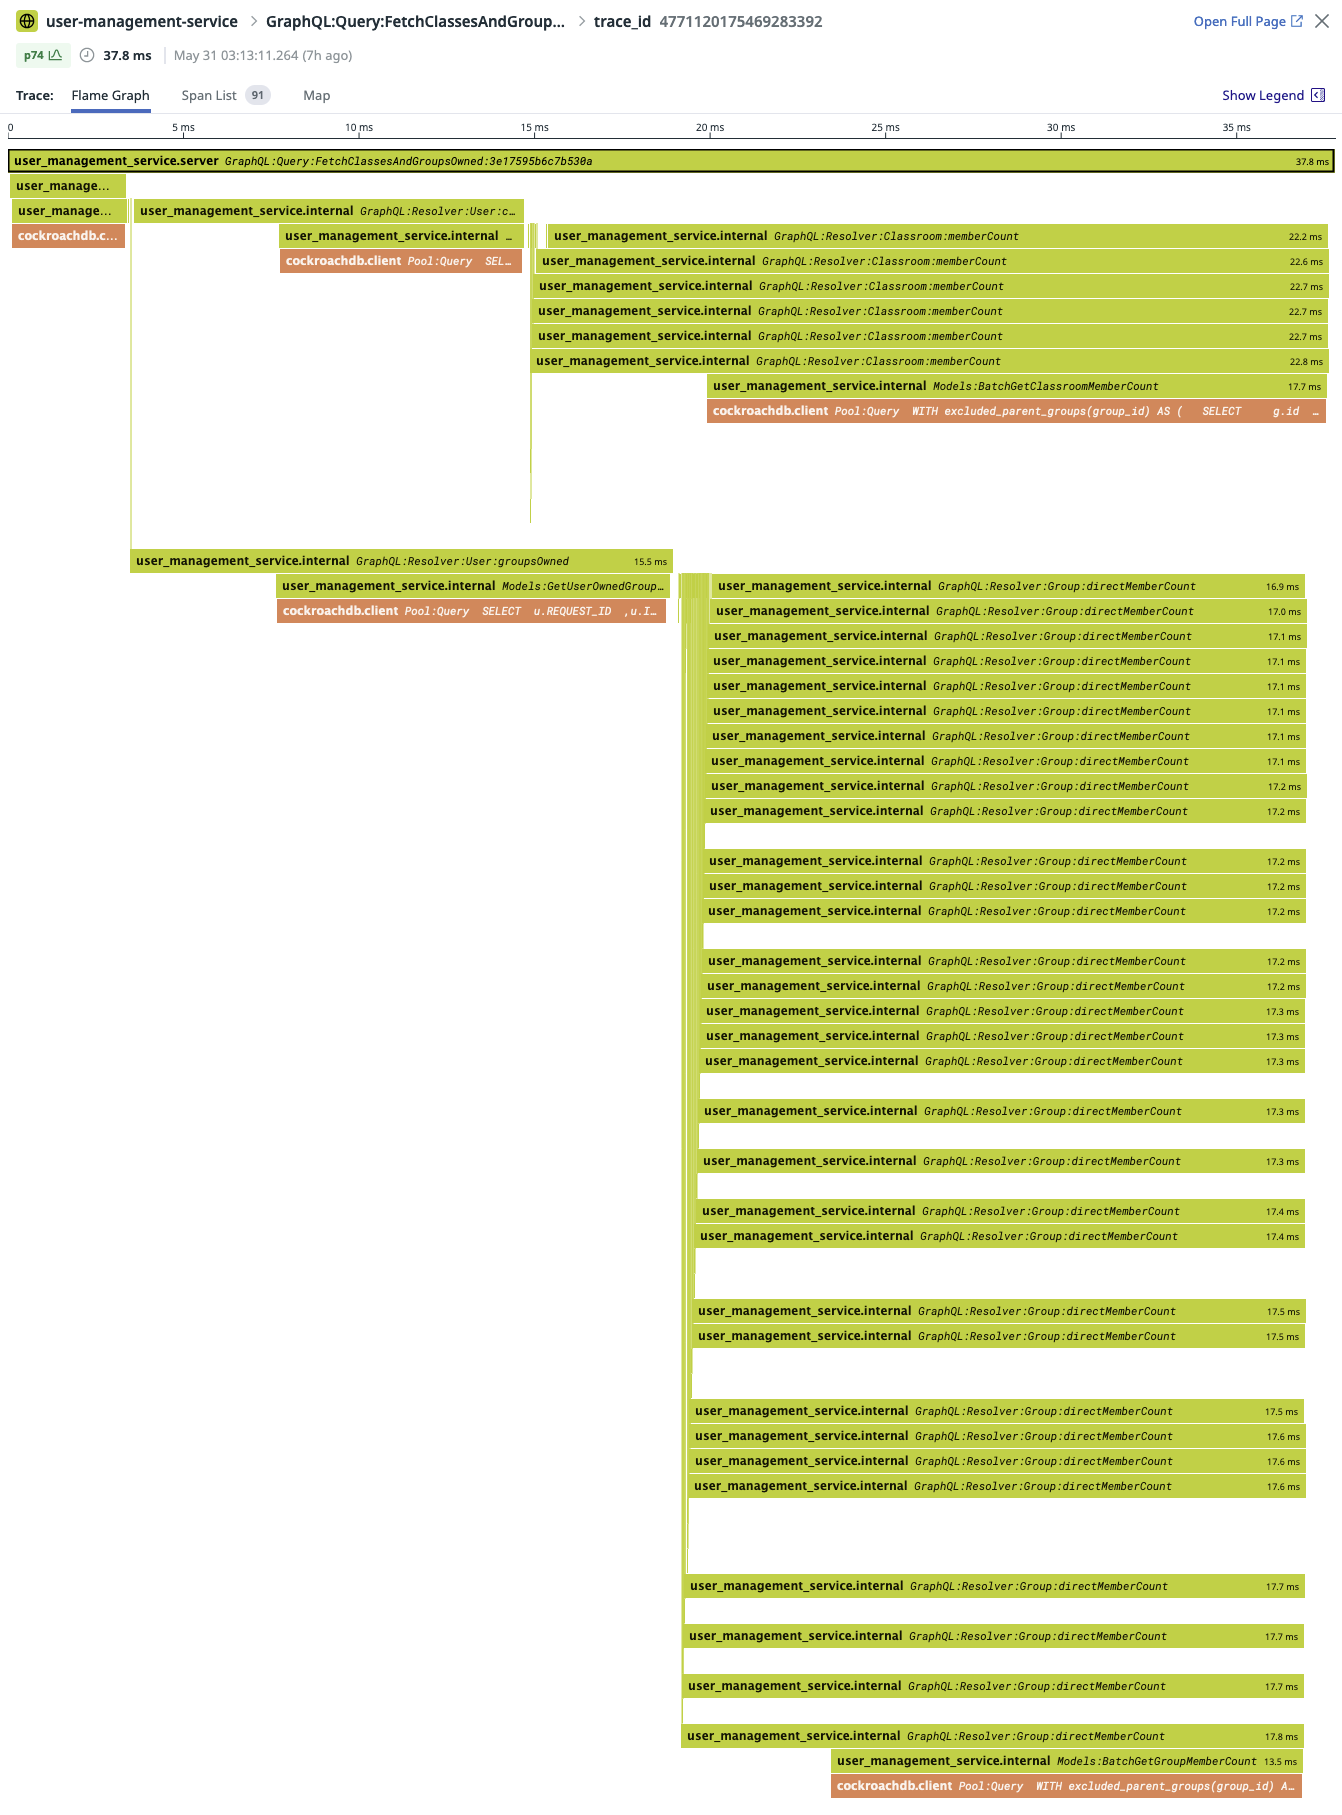 user-management-service > GraphQL:Query:FetchClassesAndGroup... > trace_id 4771120175469283392 Open Full Page
p74 37.8 ms May 31 03:13:11.264 (7h ago)
Trace: Flame Graph Span List 91 Map Show Legend
0 5 ms 10 ms 15 ms 20 ms 25 ms 30 ms 35 ms
user_management_service.server GraphQL:Query:FetchClassesAndGroupsOwned:3e17595b6c7b530a 37.8 ms
user_manage...
user_manage... user_management_service.internal GraphQL:Resolver:User:c...
cockroachdb.c... user_management_service.internal ... user_management_service.internal GraphQL:Resolver:Classroom:memberCount 22.2 ms
cockroachdb.client Pool:Query SEL... user_management_service.internal GraphQL:Resolver:Classroom:memberCount 22.6 ms
user_management_service.internal GraphQL:Resolver:Classroom:memberCount 22.7 ms
user_management_service.internal GraphQL:Resolver:Classroom:memberCount 22.7 ms
user_management_service.internal GraphQL:Resolver:Classroom:memberCount 22.7 ms
user_management_service.internal GraphQL:Resolver:Classroom:memberCount 22.8 ms
user_management_service.internal Models:BatchGetClassroomMemberCount 17.7 ms
cockroachdb.client Pool:Query WITH excluded_parent_groups(group_id) AS ( SELECT g.id ...
user_management_service.internal GraphQL:Resolver:User:groupsOwned 15.5 ms
user_management_service.internal Models:GetUserOwnedGroup... user_management_service.internal GraphQL:Resolver:Group:directMemberCount 16.9 ms
cockroachdb.client Pool:Query SELECT u.REQUEST_ID ,u.I... user_management_service.internal GraphQL:Resolver:Group:directMemberCount 17.0 ms
user_management_service.internal GraphQL:Resolver:Group:directMemberCount 17.1 ms
user_management_service.internal GraphQL:Resolver:Group:directMemberCount 17.1 ms
user_management_service.internal GraphQL:Resolver:Group:directMemberCount 17.1 ms
user_management_service.internal GraphQL:Resolver:Group:directMemberCount 17.1 ms
user_management_service.internal GraphQL:Resolver:Group:directMemberCount 17.1 ms
user_management_service.internal GraphQL:Resolver:Group:directMemberCount 17.1 ms
user_management_service.internal GraphQL:Resolver:Group:directMemberCount 17.2 ms
user_management_service.internal GraphQL:Resolver:Group:directMemberCount 17.2 ms
user_management_service.internal GraphQL:Resolver:Group:directMemberCount 17.2 ms
user_management_service.internal GraphQL:Resolver:Group:directMemberCount 17.2 ms
user_management_service.internal GraphQL:Resolver:Group:directMemberCount 17.2 ms
user_management_service.internal GraphQL:Resolver:Group:directMemberCount 17.2 ms
user_management_service.internal GraphQL:Resolver:Group:directMemberCount 17.2 ms
user_management_service.internal GraphQL:Resolver:Group:directMemberCount 17.3 ms
user_management_service.internal GraphQL:Resolver:Group:directMemberCount 17.3 ms
user_management_service.internal GraphQL:Resolver:Group:directMemberCount 17.3 ms
user_management_service.internal GraphQL:Resolver:Group:directMemberCount 17.3 ms
user_management_service.internal GraphQL:Resolver:Group:directMemberCount 17.3 ms
user_management_service.internal GraphQL:Resolver:Group:directMemberCount 17.4 ms
user_management_service.internal GraphQL:Resolver:Group:directMemberCount 17.4 ms
user_management_service.internal GraphQL:Resolver:Group:directMemberCount 17.5 ms
user_management_service.internal GraphQL:Resolver:Group:directMemberCount 17.5 ms
user_management_service.internal GraphQL:Resolver:Group:directMemberCount 17.5 ms
user_management_service.internal GraphQL:Resolver:Group:directMemberCount 17.6 ms
user_management_service.internal GraphQL:Resolver:Group:directMemberCount 17.6 ms
user_management_service.internal GraphQL:Resolver:Group:directMemberCount 17.6 ms
user_management_service.internal GraphQL:Resolver:Group:directMemberCount 17.7 ms
user_management_service.internal GraphQL:Resolver:Group:directMemberCount 17.7 ms
user_management_service.internal GraphQL:Resolver:Group:directMemberCount 17.7 ms
user_management_service.internal GraphQL:Resolver:Group:directMemberCount 17.8 ms
user_management_service.internal Models:BatchGetGroupMemberCount 13.5 ms
cockroachdb.client Pool:Query WITH excluded_parent_groups(group_id) A...